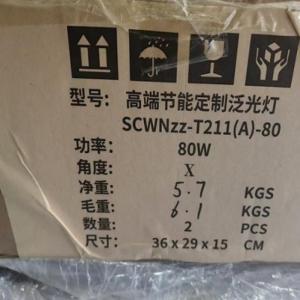 型号: 高端节能定制泛光灯
SCWNzz-T211(A)-80
功率: 80W
角度: X
净重: 5.7 KGS
毛重: 6.1 KGS
数量: 2 PCS
尺寸: 36 x 29 x 15 CM